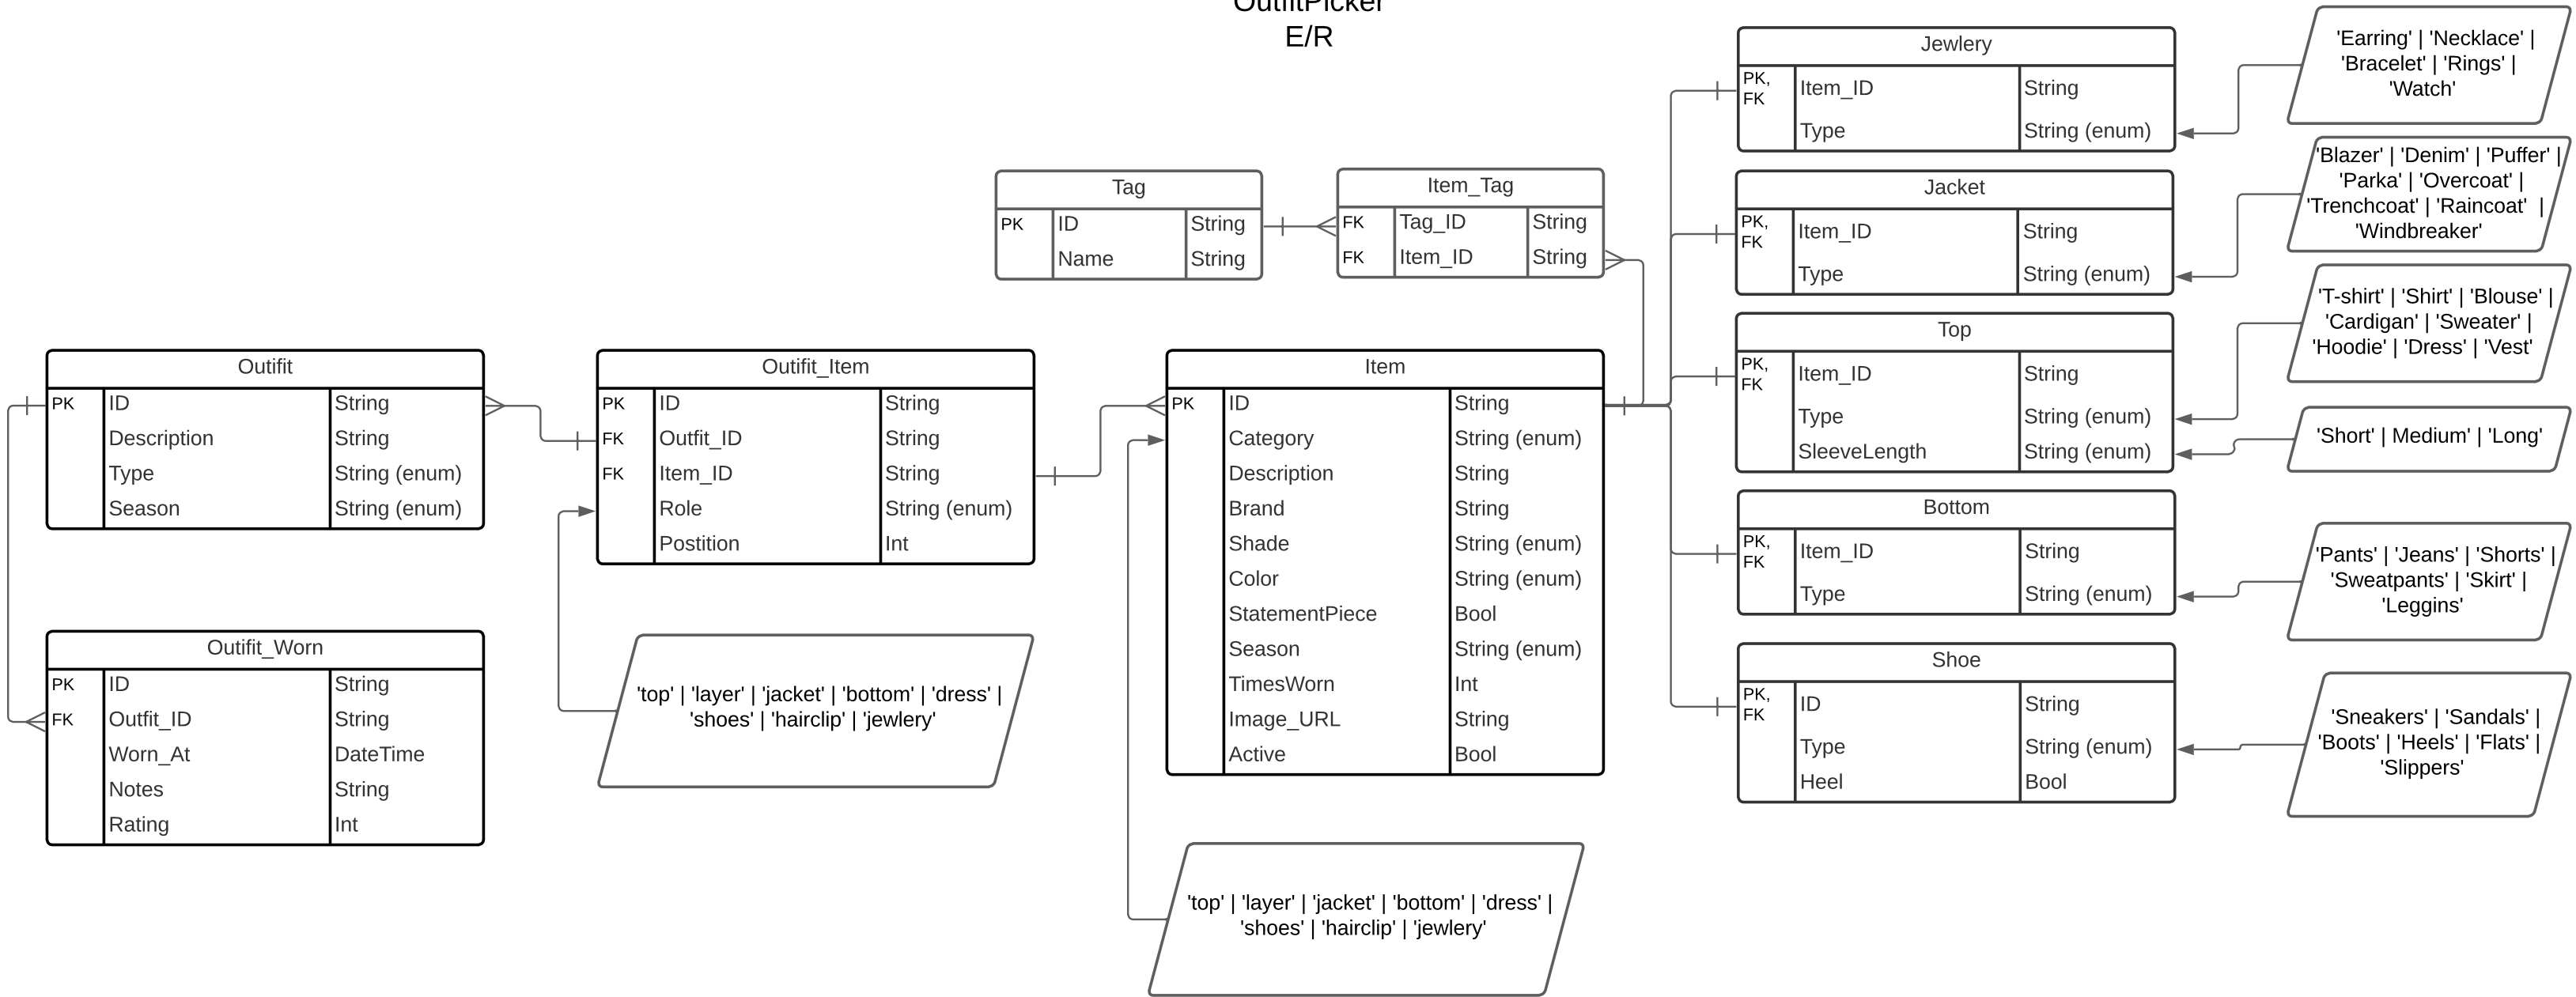 OutfitPicker
E/R
Jewlery
PK, FK Item_ID String
Type String (enum)
'Earring' | 'Necklace' |
'Bracelet' | 'Rings' |
'Watch'
Jacket
PK, FK Item_ID String
Type String (enum)
'Blazer' | 'Denim' | 'Puffer' |
'Parka' | 'Overcoat' |
'Trenchcoat' | 'Raincoat' |
'Windbreaker'
Tag
PK ID String
Name String
Item_Tag
FK Tag_ID String
FK Item_ID String
Top
PK, FK Item_ID String
Type String (enum)
SleeveLength String (enum)
'T-shirt' | 'Shirt' | 'Blouse' |
'Cardigan' | 'Sweater' |
'Hoodie' | 'Dress' | 'Vest'
'Short' | Medium' | 'Long'
Outifit
PK ID String
Description String
Type String (enum)
Season String (enum)
Outifit_Item
PK ID String
FK Outfit_ID String
FK Item_ID String
Role String (enum)
Postition Int
Item
PK ID String
Category String (enum)
Description String
Brand String
Shade String (enum)
Color String (enum)
StatementPiece Bool
Season String (enum)
TimesWorn Int
Image_URL String
Active Bool
Bottom
PK, FK Item_ID String
Type String (enum)
'Pants' | 'Jeans' | 'Shorts' |
'Sweatpants' | 'Skirt' |
'Leggins'
Outifit_Worn
PK ID String
FK Outfit_ID String
Worn_At DateTime
Notes String
Rating Int
'top' | 'layer' | 'jacket' | 'bottom' | 'dress' |
'shoes' | 'hairclip' | 'jewlery'
Shoe
PK, FK ID String
Type String (enum)
Heel Bool
'Sneakers' | 'Sandals' |
'Boots' | 'Heels' | 'Flats' |
'Slippers'
'top' | 'layer' | 'jacket' | 'bottom' | 'dress' |
'shoes' | 'hairclip' | 'jewlery'